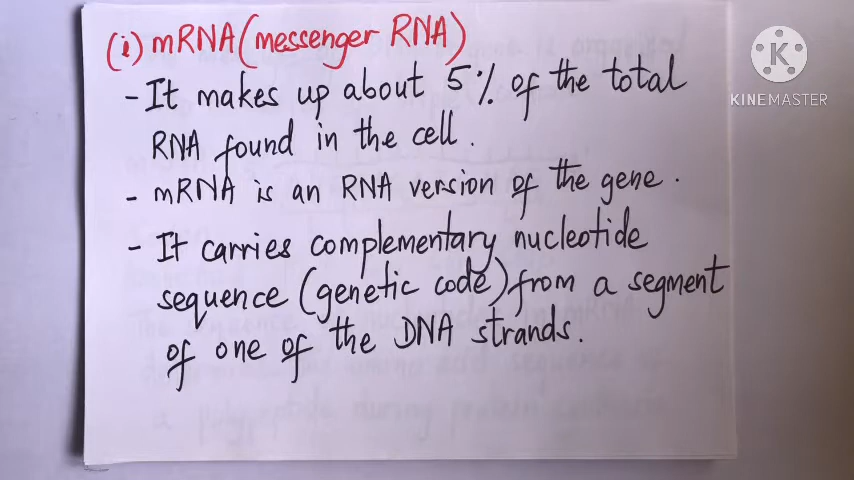 (i) mRNA (messenger RNA)
- It makes up about 5% of the total
RNA found in the cell.
- mRNA is an RNA version of the gene.
- It carries complementary nucleotide
sequence (genetic code) from a segment
of one of the DNA strands.
K
KINEMASTER